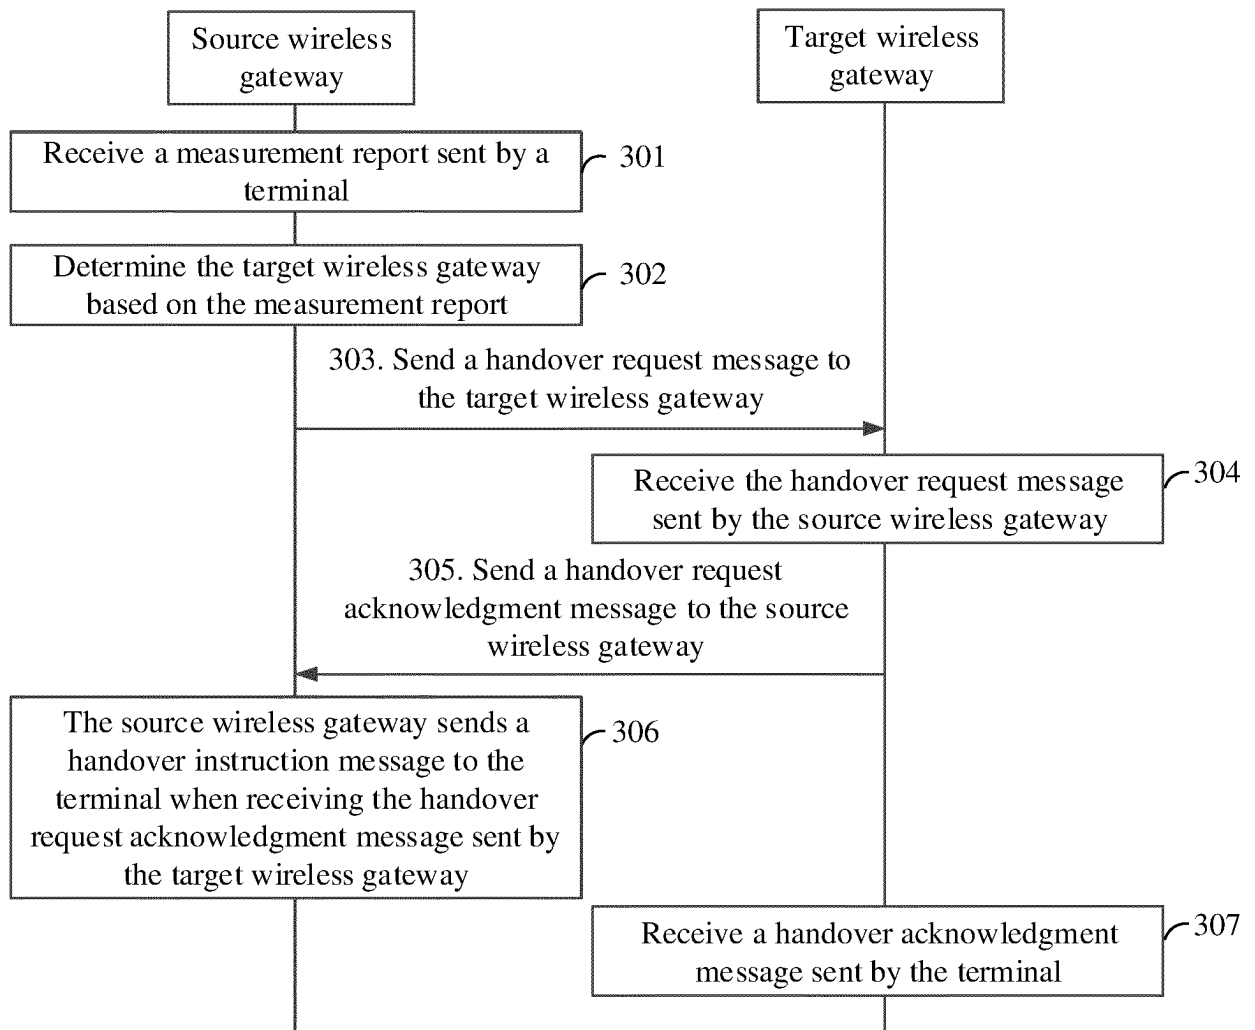 Source wireless
gateway
Target wireless
gateway
Receive a measurement report sent by a
terminal
301
Determine the target wireless gateway
based on the measurement report
302
303. Send a handover request message to
the target wireless gateway
Receive the handover request message
sent by the source wireless gateway
304
305. Send a handover request
acknowledgment message to the source
wireless gateway
The source wireless gateway sends a
handover instruction message to the
terminal when receiving the handover
request acknowledgment message sent by
the target wireless gateway
306
Receive a handover acknowledgment
message sent by the terminal
307